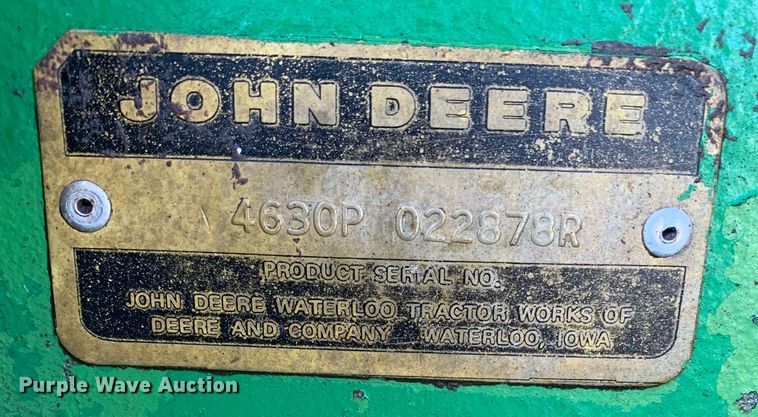 JOHN DEERE
4630P 022878R
PRODUCT SERIAL NO.
JOHN DEERE WATERLOO TRACTOR WORKS OF
DEERE AND COMPANY WATERLOO, IOWA
Purple Wave Auction